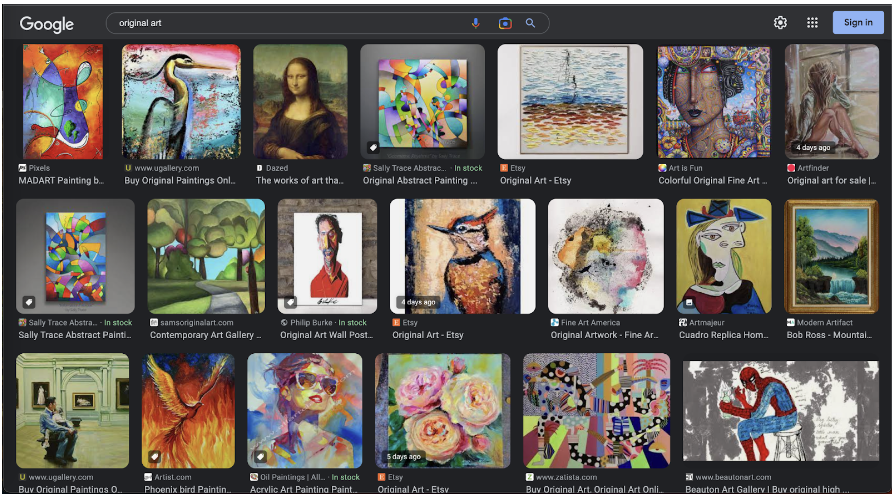 Google
original art
Sign in
Pixels
MADART Painting b...
www.ugallery.com
Buy Original Paintings Onl...
Dazed
The works of art tha...
Sally Trace Abstrac... · In stock
Original Abstract Painting ...
Etsy
Original Art - Etsy
Art is Fun
Colorful Original Fine Art ...
4 days ago
Artfinder
Original art for sale |...
Sally Trace Abstra... · In stock
Sally Trace Abstract Painti...
samsoriginalart.com
Contemporary Art Gallery ...
Philip Burke · In stock
Original Art Wall Post...
4 days ago
Etsy
Original Art - Etsy
Fine Art America
Original Artwork - Fine Ar...
Artmajeur
Cuadro Replica Hom...
Modern Artifact
Bob Ross - Mountai...
www.ugallery.com
Buy Original Paintings O...
Artist.com
Phoenix bird Paintin...
Oil Paintings | All... · In stock
Acrylic Art Painting Paint...
5 days ago
Etsy
Original Art - Etsy
www.zatista.com
Buy Original Art, Original Art Onli...
www.beautonart.com
Beauton Art Gallery | Buy original high...